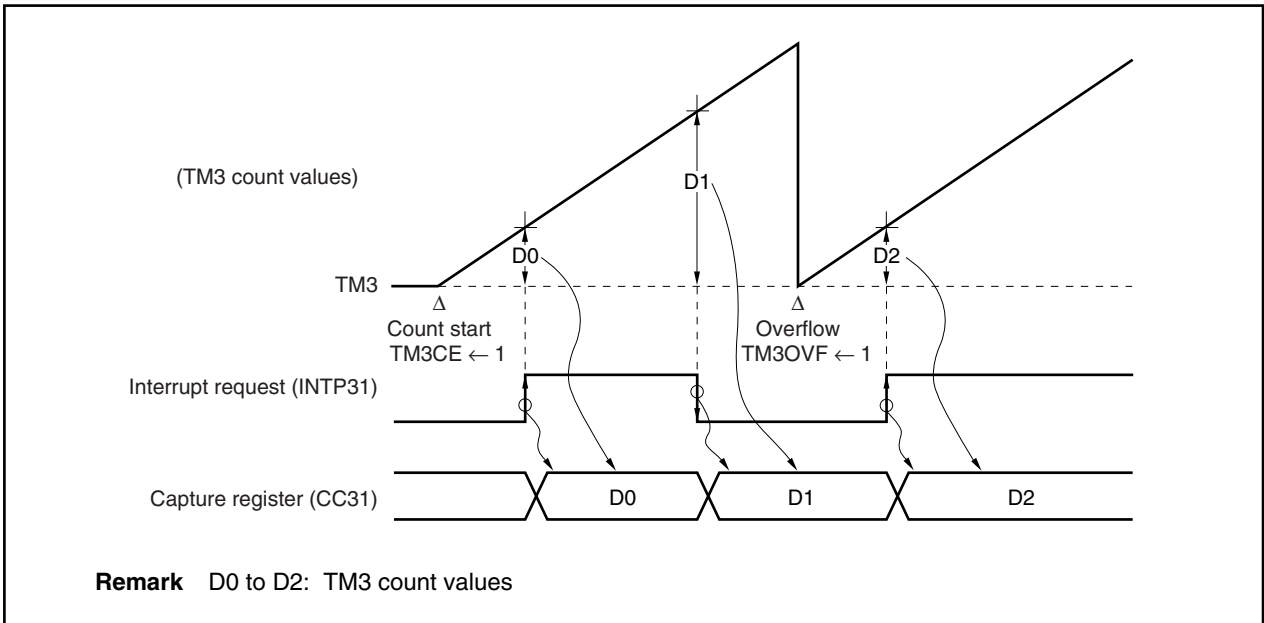 (TM3 count values)
D1
D0
D2
TM3
Δ
Δ
Count start
TM3CE ← 1
Overflow
TM3OVF ← 1
Interrupt request (INTP31)
Capture register (CC31)
D0
D1
D2
Remark D0 to D2: TM3 count values